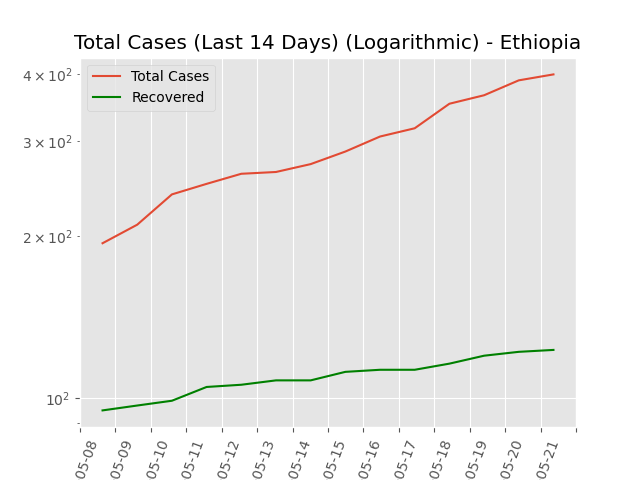 Total Cases (Last 14 Days) (Logarithmic) - Ethiopia
Total Cases
Recovered
4 × 10²
3 × 10²
2 × 10²
10²
05-08
05-09
05-10
05-11
05-12
05-13
05-14
05-15
05-16
05-17
05-18
05-19
05-20
05-21